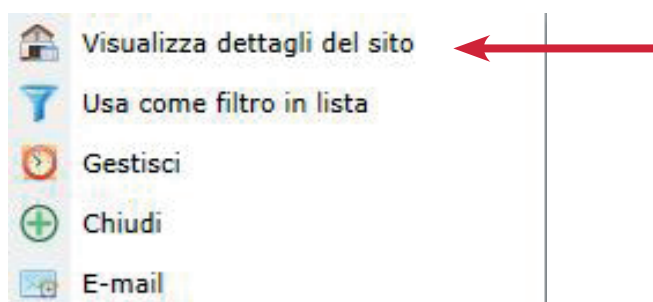 Visualizza dettagli del sito
Usa come filtro in lista
Gestisci
Chiudi
E-mail